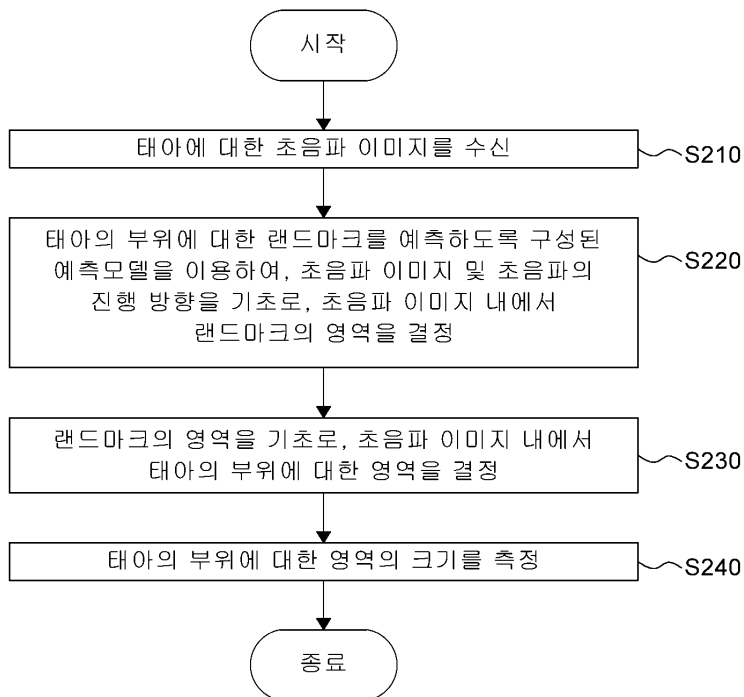 시작
태아에 대한 초음파 이미지를 수신
S210
태아의 부위에 대한 랜드마크를 예측하도록 구성된
예측모델을 이용하여, 초음파 이미지 및 초음파의
진행 방향을 기초로, 초음파 이미지 내에서
랜드마크의 영역을 결정
S220
랜드마크의 영역을 기초로, 초음파 이미지 내에서
태아의 부위에 대한 영역을 결정
S230
태아의 부위에 대한 영역의 크기를 측정
S240
종료